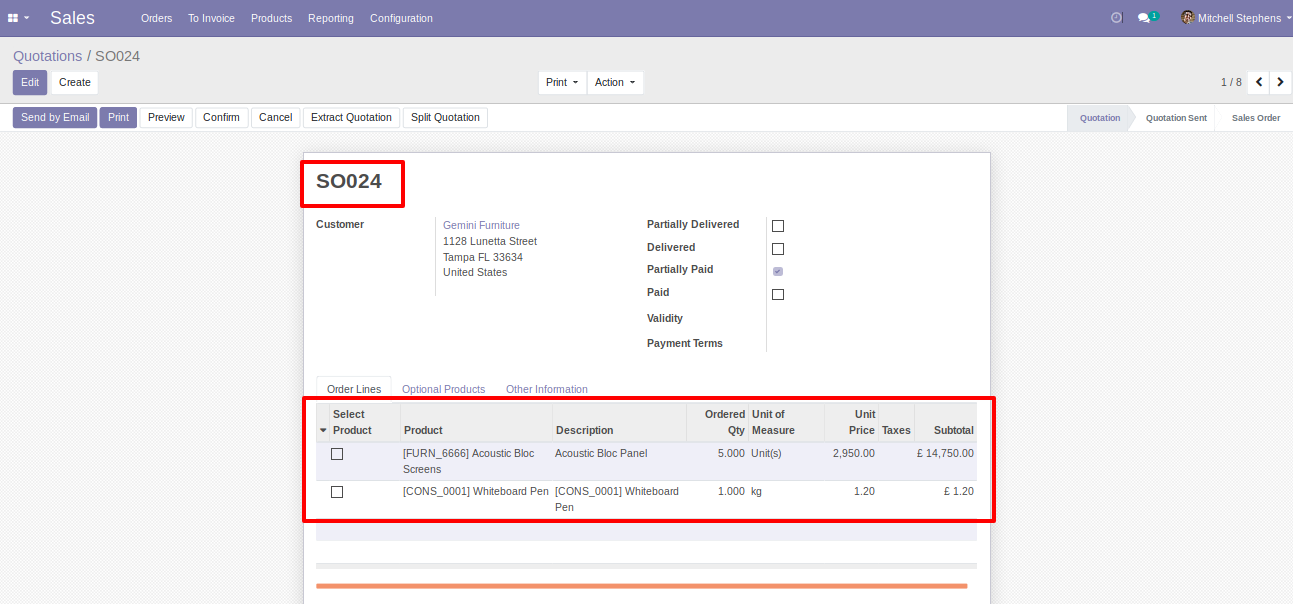 Sales Orders To Invoice Products Reporting Configuration 1 Mitchell Stephens
Quotations / SO024
Edit Create Print Action 1 / 8
Send by Email Print Preview Confirm Cancel Extract Quotation Split Quotation Quotation Quotation Sent Sales Order
SO024
Customer
Gemini Furniture
1128 Lunetta Street
Tampa FL 33634
United States
Partially Delivered
Delivered
Partially Paid
Paid
Validity
Payment Terms
Order Lines Optional Products Other Information
Select Ordered Unit of Unit
Product Product Description Qty Measure Price Taxes Subtotal
[FURN_6666] Acoustic Bloc Acoustic Bloc Panel 5.000 Unit(s) 2,950.00 £ 14,750.00
Screens
[CONS_0001] Whiteboard Pen [CONS_0001] Whiteboard 1.000 kg 1.20 £ 1.20
Pen